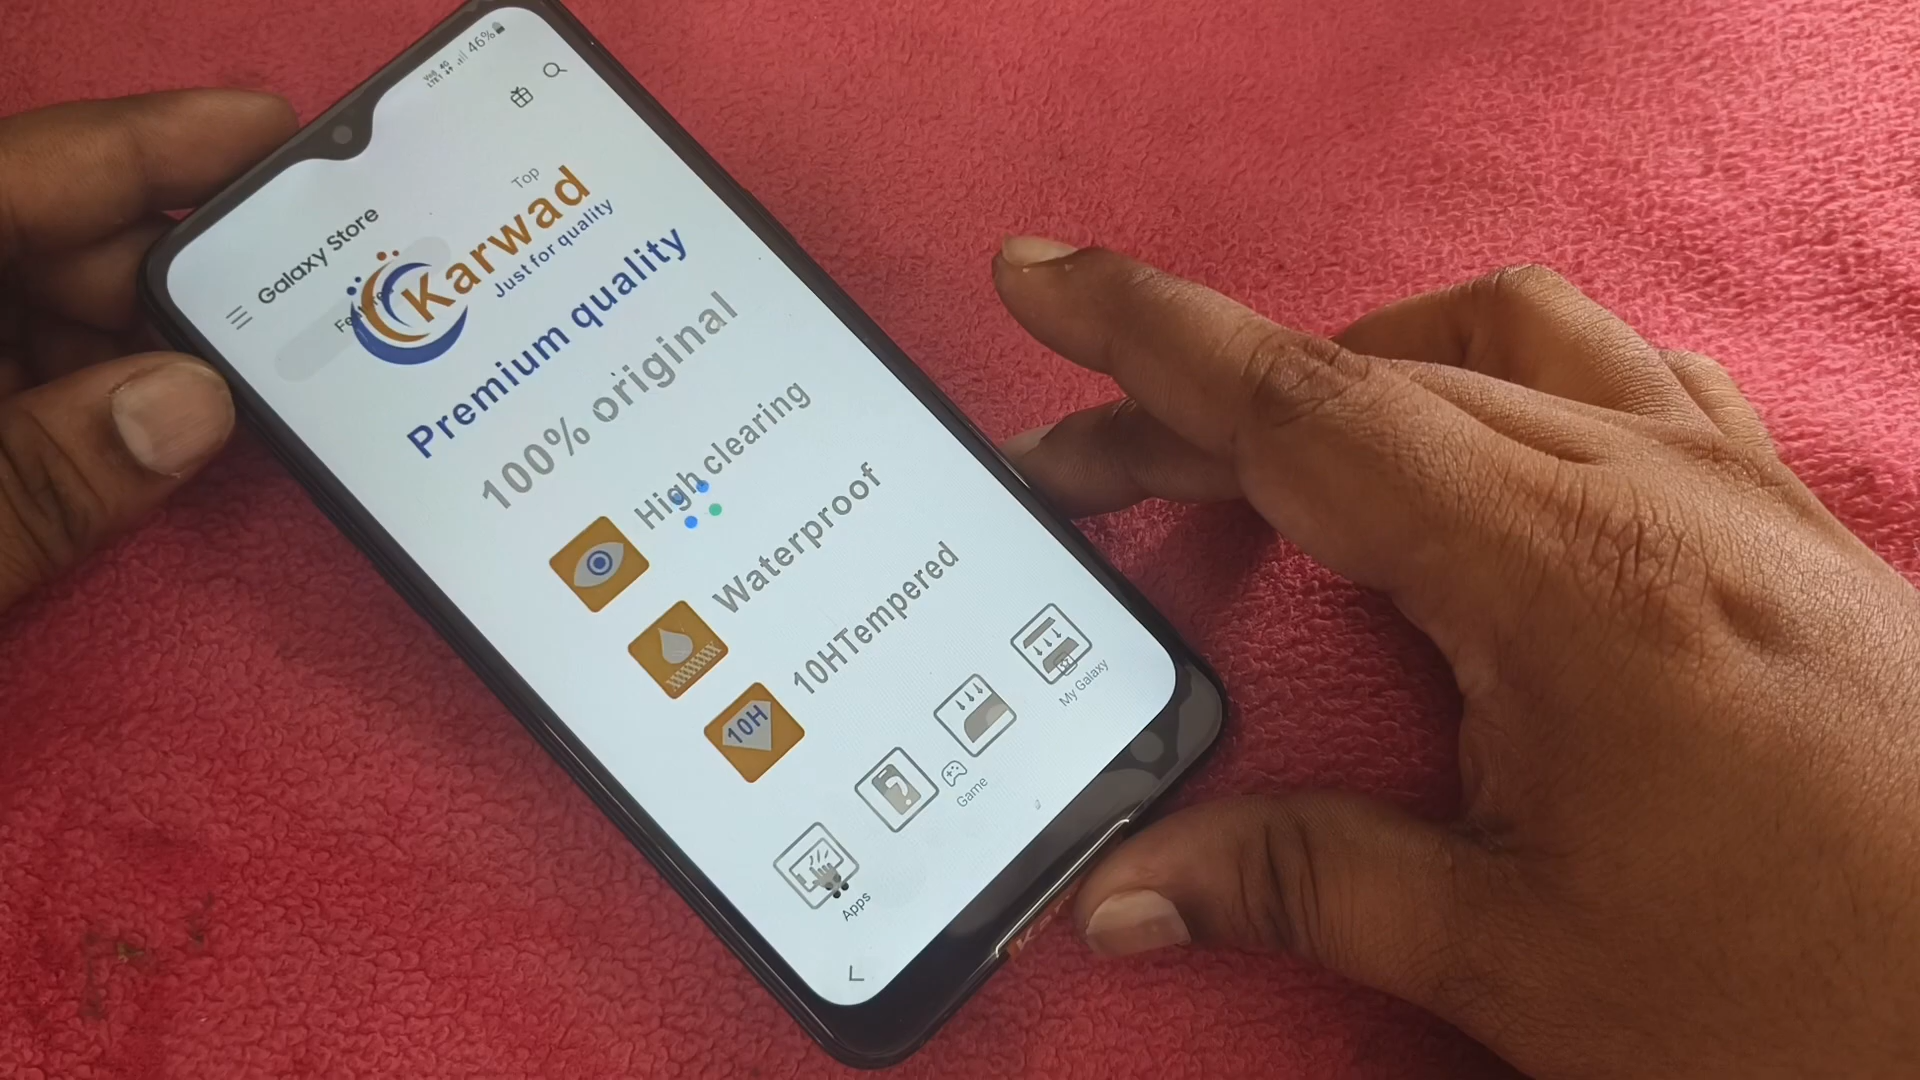 46%
Galaxy Store
Top
Karwad
Just for quality
Premium quality
100% original
High clearing
Waterproof
10H
10HTempered
Apps
Game
My Galaxy